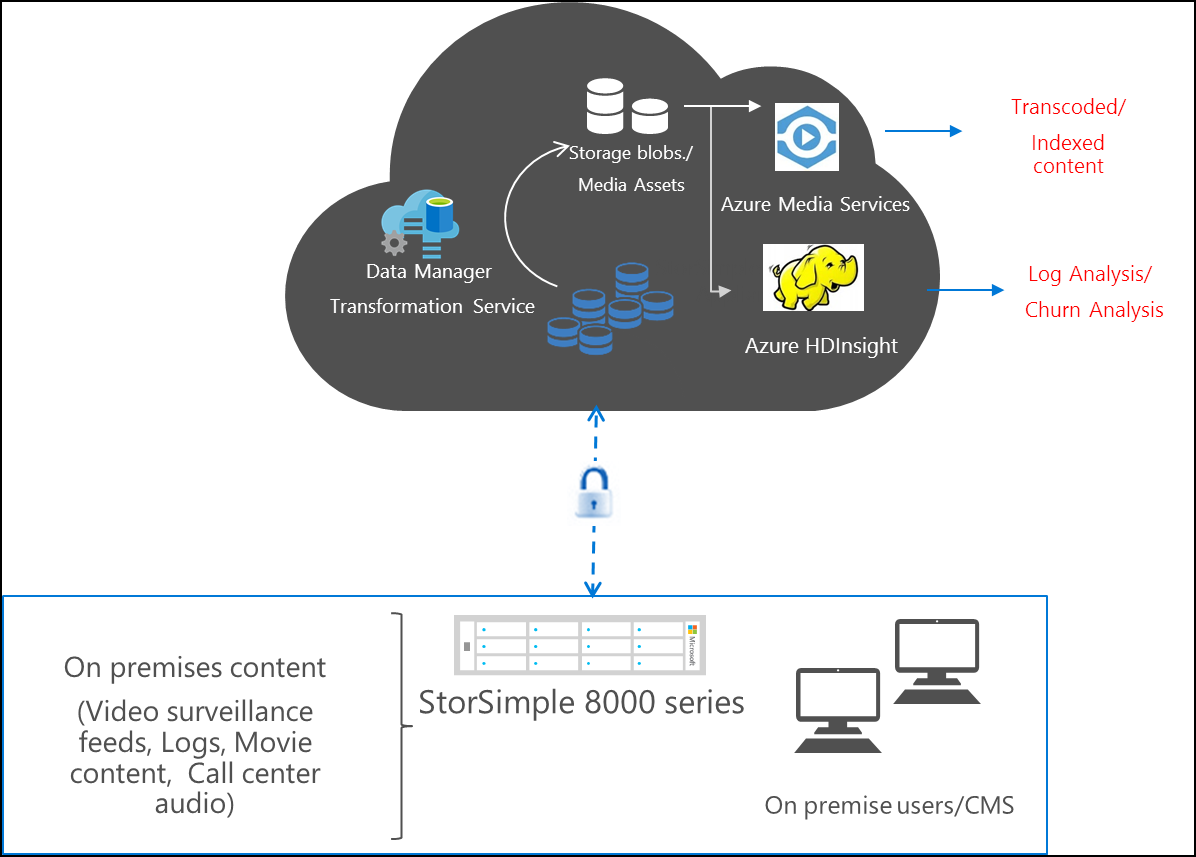 Storage blobs./
Media Assets
Azure Media Services
Transcoded/
Indexed
content
Data Manager
Transformation Service
Azure HDInsight
Log Analysis/
Churn Analysis
On premises content
(Video surveillance
feeds, Logs, Movie
content,  Call center
audio)
Microsoft
StorSimple 8000 series
On premise users/CMS